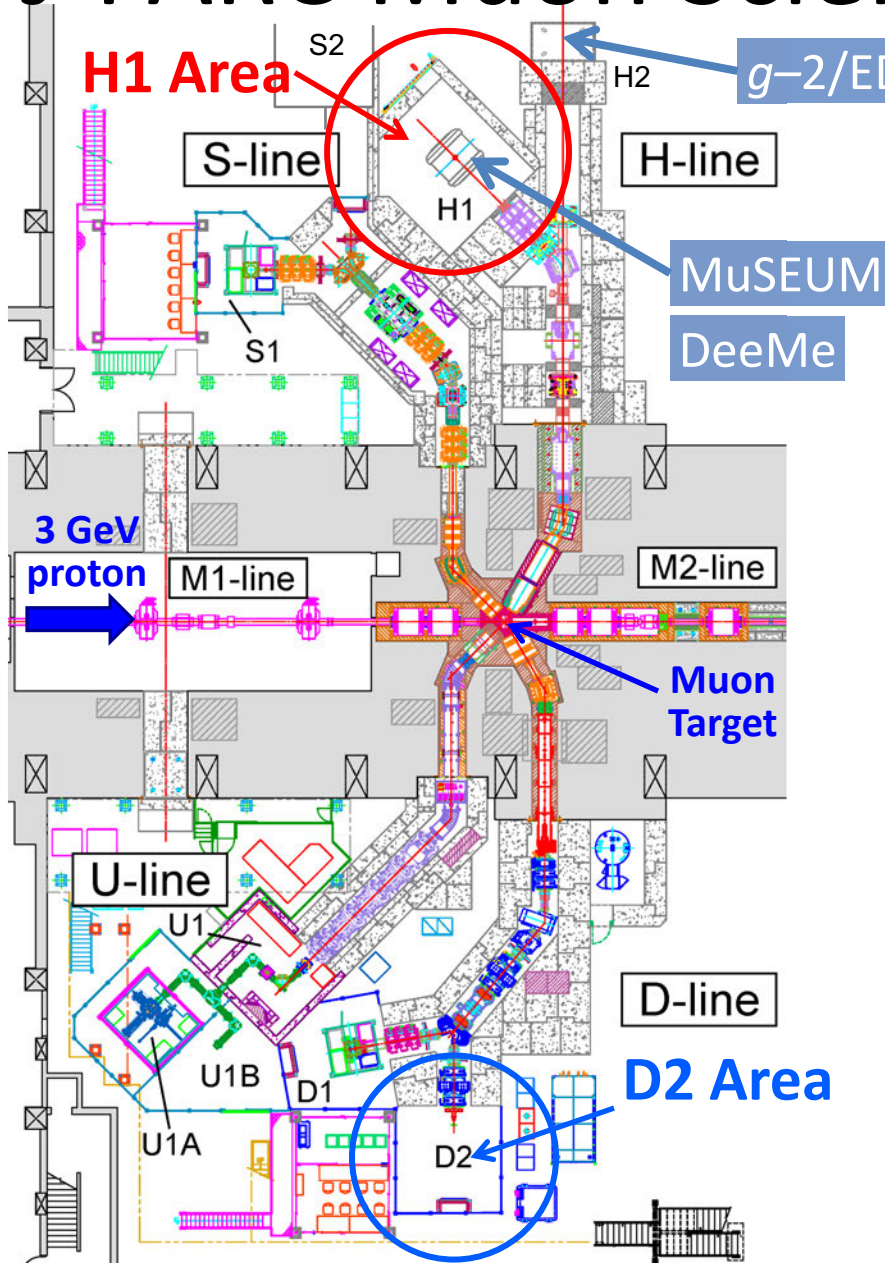 S2
H1 Area
H2
S-line
H-line
H1
MuSEUM
DeeMe
S1
3 GeV
proton
M1-line
M2-line
Muon
Target
U-line
U1
D-line
U1B
D1
D2 Area
U1A
D2